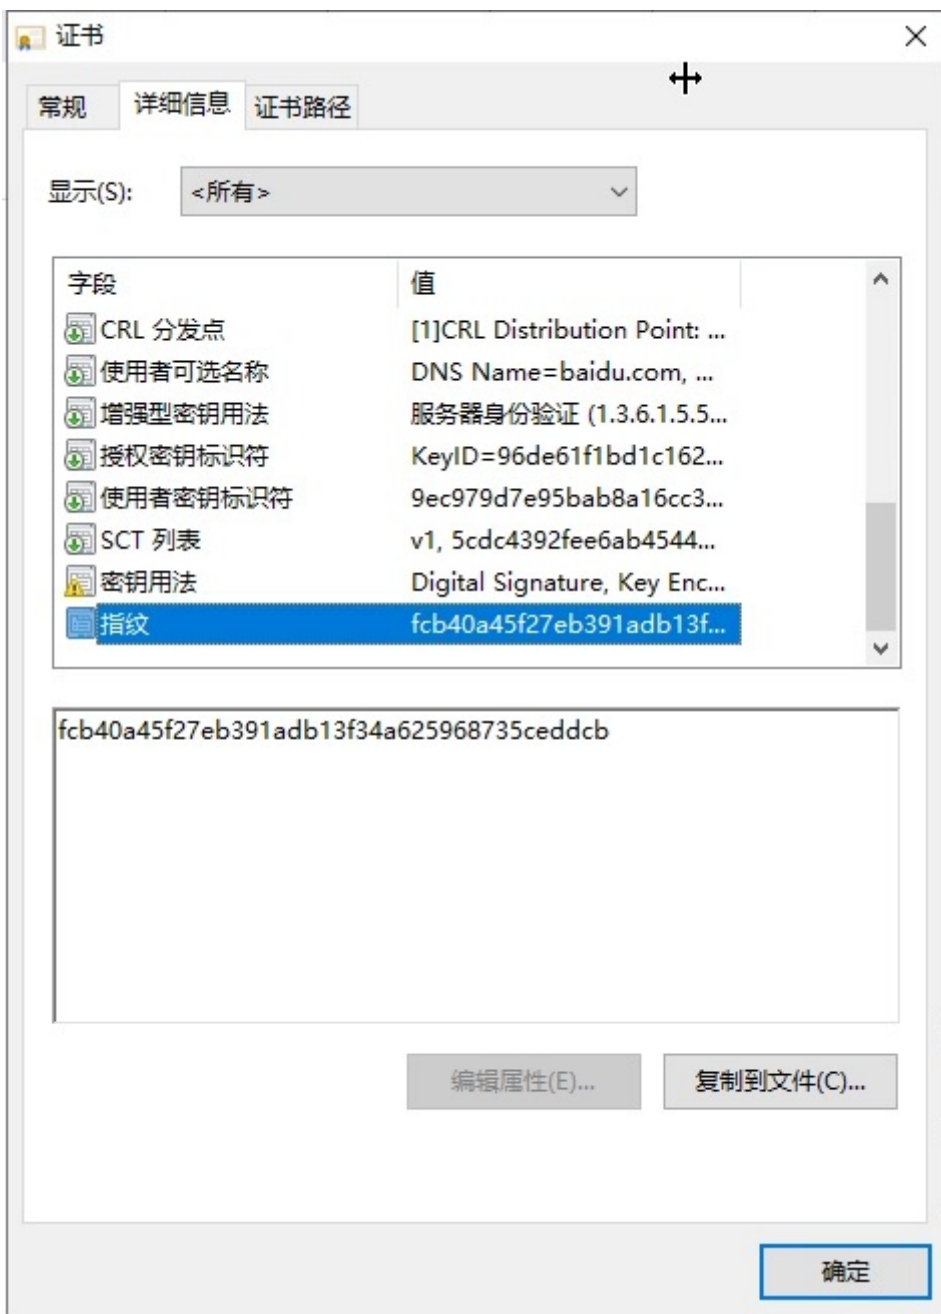 证书
常规 详细信息 证书路径
显示(S): <所有>
字段 值
CRL 分发点 [1]CRL Distribution Point: ...
使用者可选名称 DNS Name=baidu.com, ...
增强型密钥用法 服务器身份验证 (1.3.6.1.5.5...
授权密钥标识符 KeyID=96de61f1bd1c162...
使用者密钥标识符 9ec979d7e95bab8a16cc3...
SCT 列表 v1, 5cdc4392fee6ab4544...
密钥用法 Digital Signature, Key Enc...
指纹 fcb40a45f27eb391adb13f...
fcb40a45f27eb391adb13f34a625968735ceddcb
编辑属性(E)... 复制到文件(C)...
确定